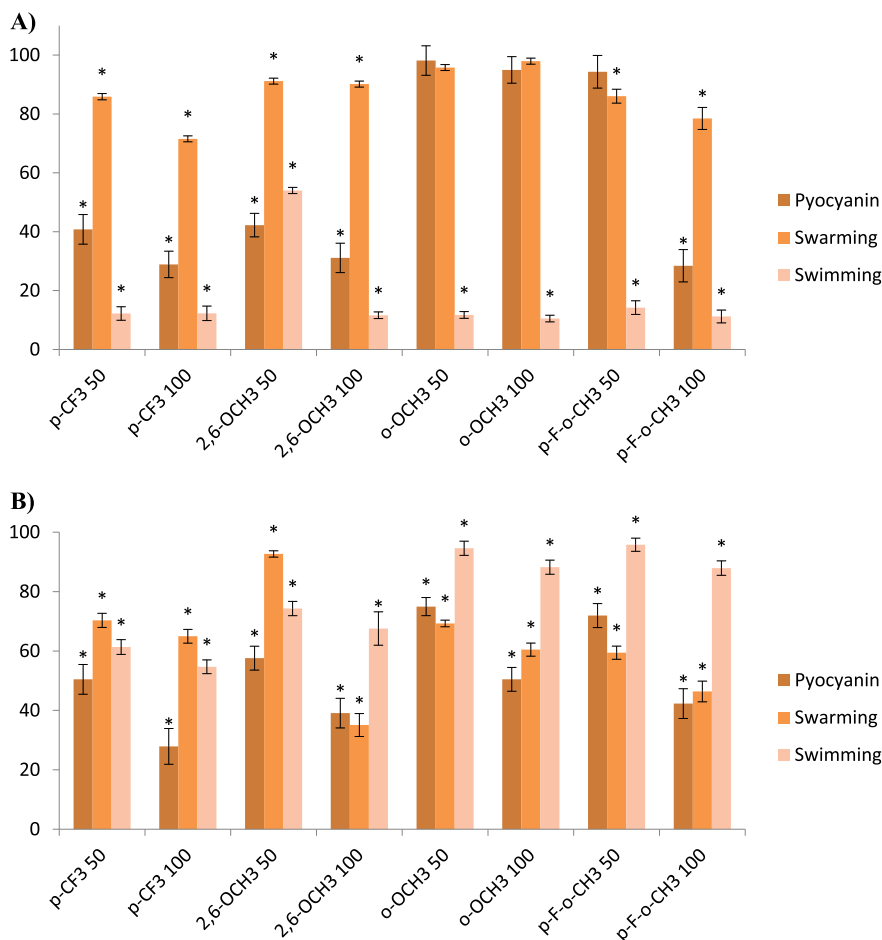 A)
100
80
60
40
20
0
* * * * * * * * * * * * * * * * * * *
p-CF3 50
p-CF3 100
2,6-OCH3 50
2,6-OCH3 100
o-OCH3 50
o-OCH3 100
p-F-o-CH3 50
p-F-o-CH3 100
Pyocyanin
Swarming
Swimming
B)
100
80
60
40
20
0
* * * * * * * * * * * * * * * * * * * * * * * *
p-CF3 50
p-CF3 100
2,6-OCH3 50
2,6-OCH3 100
o-OCH3 50
o-OCH3 100
p-F-o-CH3 50
p-F-o-CH3 100
Pyocyanin
Swarming
Swimming